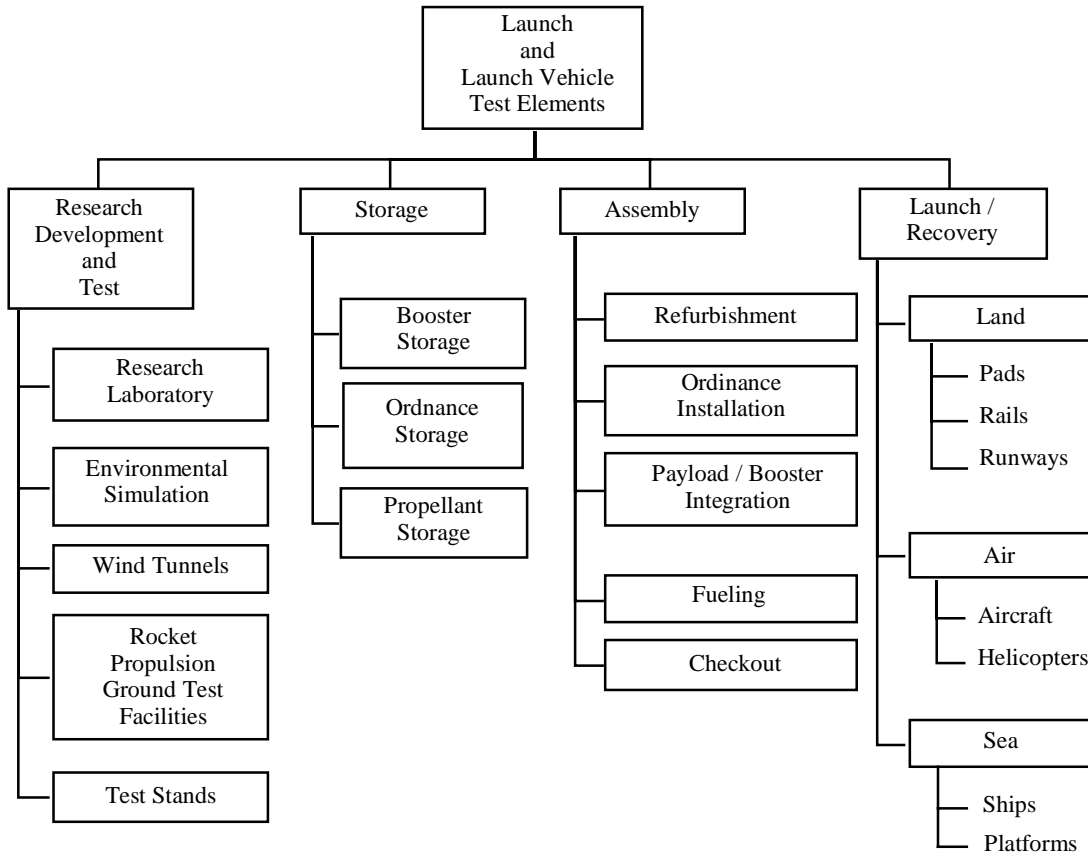 Launch
and
Launch Vehicle
Test Elements
Research
Development
and
Test
Research
Laboratory
Environmental
Simulation
Wind Tunnels
Rocket
Propulsion
Ground Test
Facilities
Test Stands
Storage
Booster
Storage
Ordnance
Storage
Propellant
Storage
Assembly
Refurbishment
Ordinance
Installation
Payload / Booster
Integration
Fueling
Checkout
Launch /
Recovery
Land
Pads
Rails
Runways
Air
Aircraft
Helicopters
Sea
Ships
Platforms